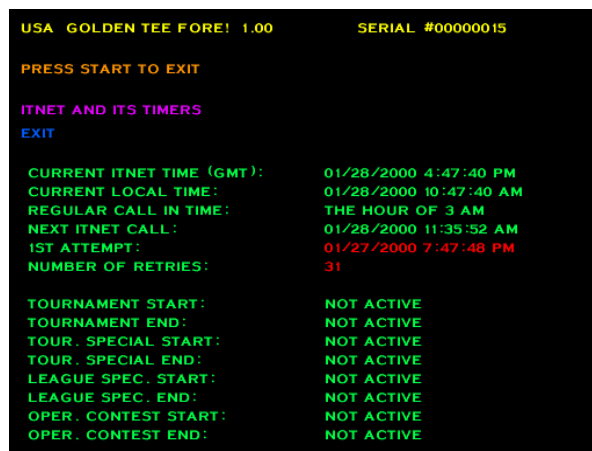 USA GOLDEN TEE FORE! 1.00 SERIAL #00000015
PRESS START TO EXIT
ITNET AND ITS TIMERS
EXIT
CURRENT ITNET TIME (GMT): 01/28/2000 4:47:40 PM
CURRENT LOCAL TIME: 01/28/2000 10:47:40 AM
REGULAR CALL IN TIME: THE HOUR OF 3 AM
NEXT ITNET CALL: 01/28/2000 11:35:52 AM
1ST ATTEMPT: 01/27/2000 7:47:48 PM
NUMBER OF RETRIES: 31
TOURNAMENT START: NOT ACTIVE
TOURNAMENT END: NOT ACTIVE
TOUR. SPECIAL START: NOT ACTIVE
TOUR. SPECIAL END: NOT ACTIVE
LEAGUE SPEC. START: NOT ACTIVE
LEAGUE SPEC. END: NOT ACTIVE
OPER. CONTEST START: NOT ACTIVE
OPER. CONTEST END: NOT ACTIVE